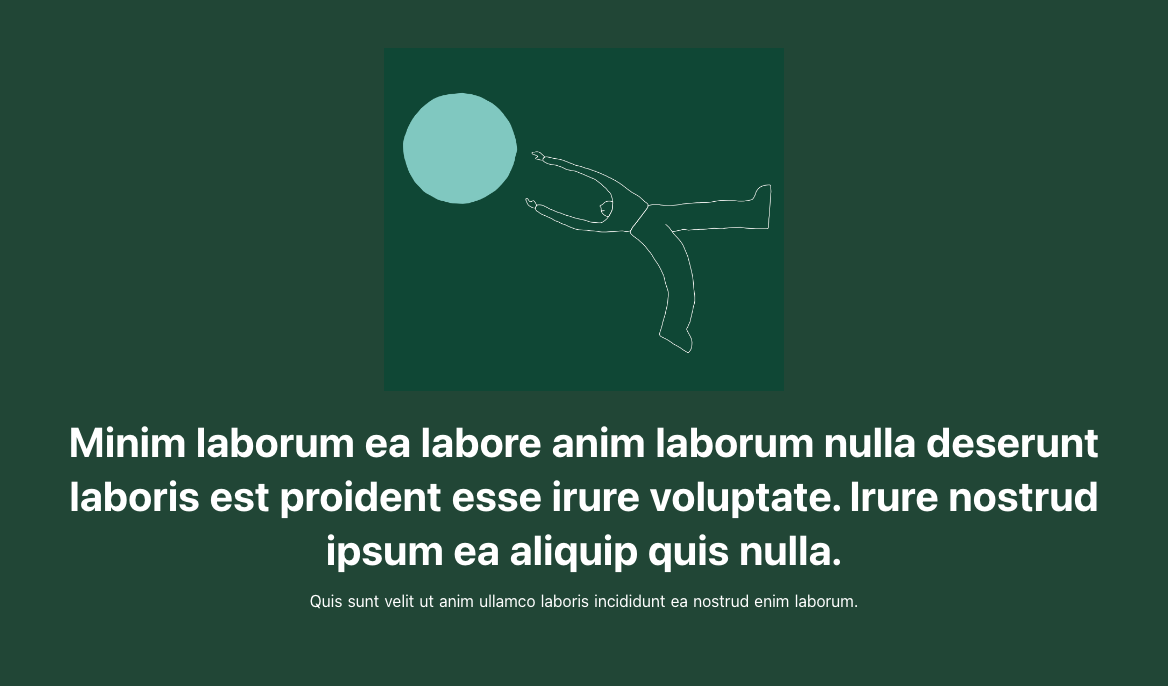 Minim laborum ea labore anim laborum nulla deserunt
laboris est proident esse irure voluptate. Irure nostrud
ipsum ea aliquip quis nulla.
Quis sunt velit ut anim ullamco laboris incididunt ea nostrud enim laborum.